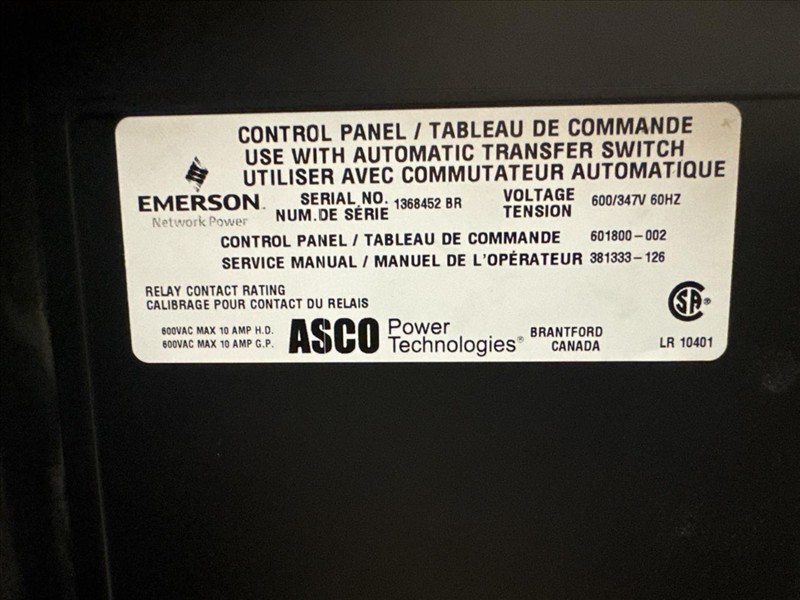 CONTROL PANEL / TABLEAU DE COMMANDE
USE WITH AUTOMATIC TRANSFER SWITCH
UTILISER AVEC COMMUTATEUR AUTOMATIQUE
EMERSON
Network Power
SERIAL NO. 1368452 BR
NUM.DE SÉRIE
VOLTAGE 600/347V 60HZ
TENSION
CONTROL PANEL / TABLEAU DE COMMANDE 601800-002
SERVICE MANUAL / MANUEL DE L'OPÉRATEUR 381333-126
RELAY CONTACT RATING
CALIBRAGE POUR CONTACT DU RELAIS
600VAC MAX 10 AMP H.D.
600VAC MAX 10 AMP G.P.
ASCO Power Technologies®
BRANTFORD
CANADA
SA®
LR 10401